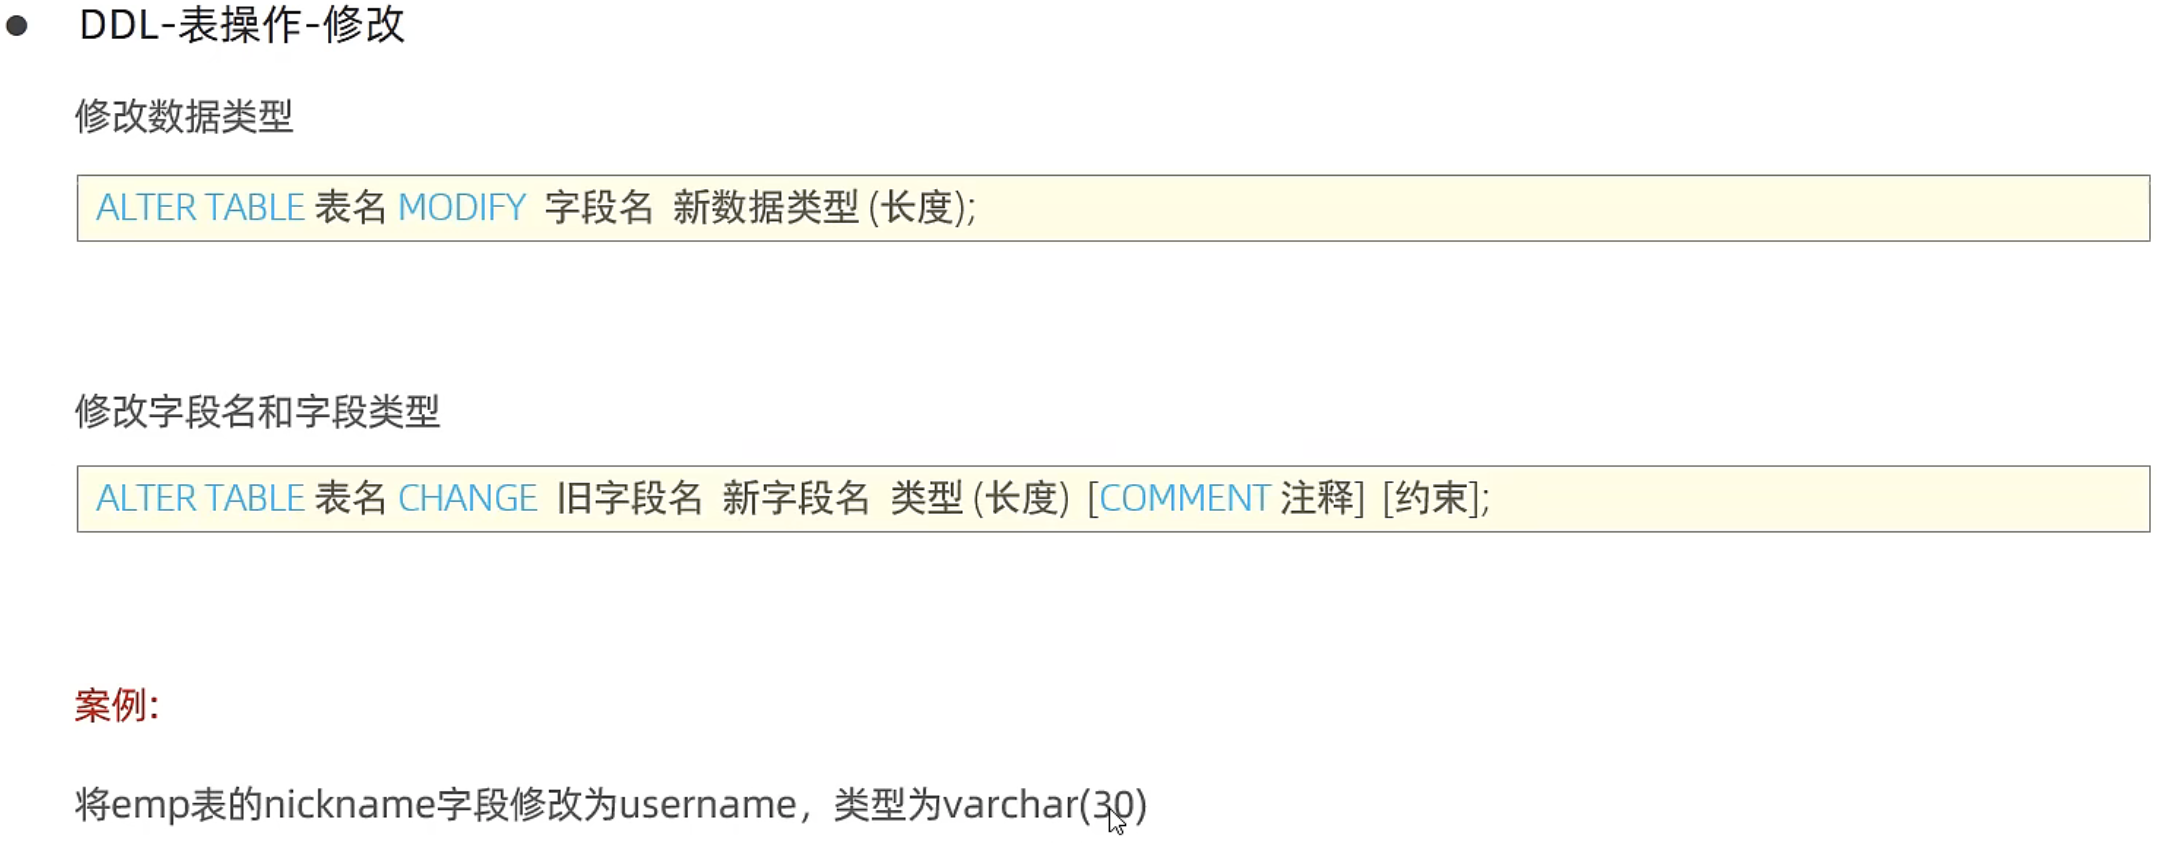 DDL-表操作-修改
修改数据类型
ALTER TABLE 表名 MODIFY 字段名 新数据类型 (长度);
修改字段名和字段类型
ALTER TABLE 表名 CHANGE 旧字段名 新字段名 类型 (长度) [COMMENT 注释] [约束];
案例:
将emp表的nickname字段修改为username，类型为varchar(30)